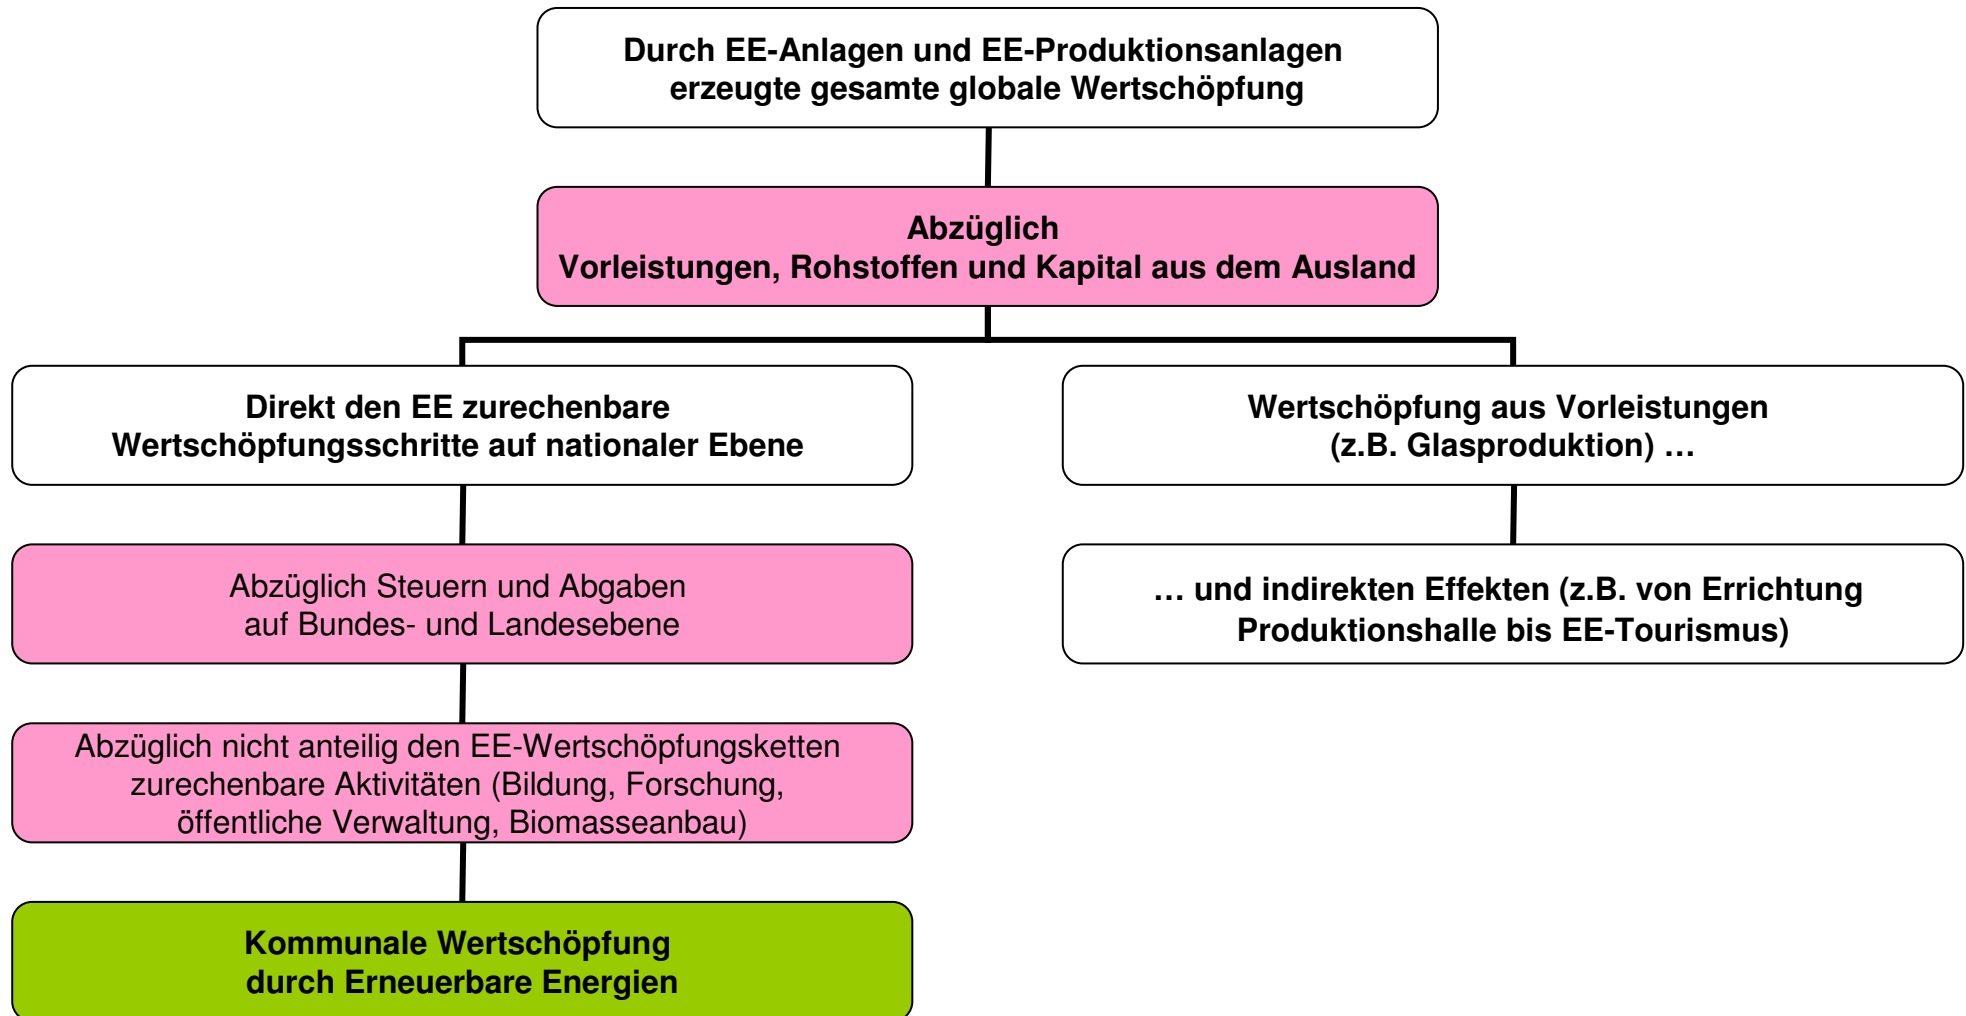 Durch EE-Anlagen und EE-Produktionsanlagen
erzeugte gesamte globale Wertschöpfung
Abzüglich
Vorleistungen, Rohstoffen und Kapital aus dem Ausland
Direkt den EE zurechenbare
Wertschöpfungsschritte auf nationaler Ebene
Wertschöpfung aus Vorleistungen
(z.B. Glasproduktion) …
Abzüglich Steuern und Abgaben
auf Bundes- und Landesebene
… und indirekten Effekten (z.B. von Errichtung
Produktionshalle bis EE-Tourismus)
Abzüglich nicht anteilig den EE-Wertschöpfungsketten
zurechenbare Aktivitäten (Bildung, Forschung,
öffentliche Verwaltung, Biomasseanbau)
Kommunale Wertschöpfung
durch Erneuerbare Energien